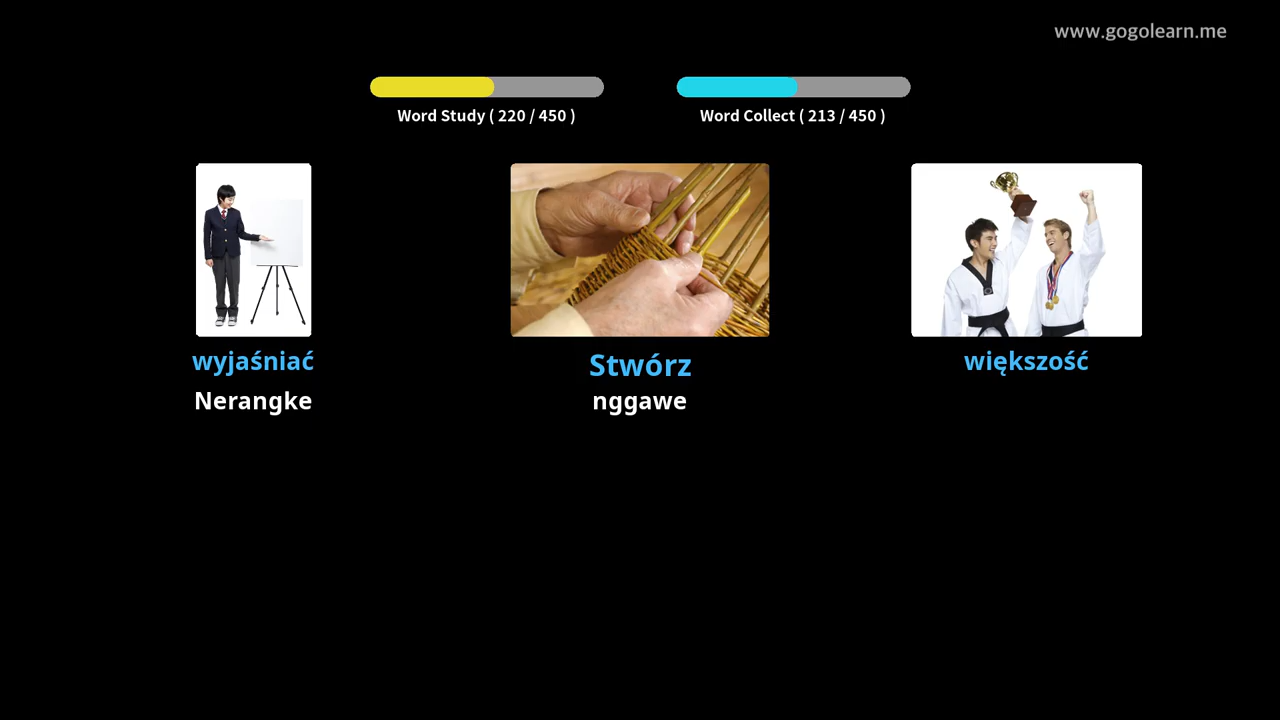 www.gogolearn.me
Word Study ( 220 / 450 )
Word Collect ( 213 / 450 )
wyjaśniać
Nerangke
Stwórz
nggawe
większość